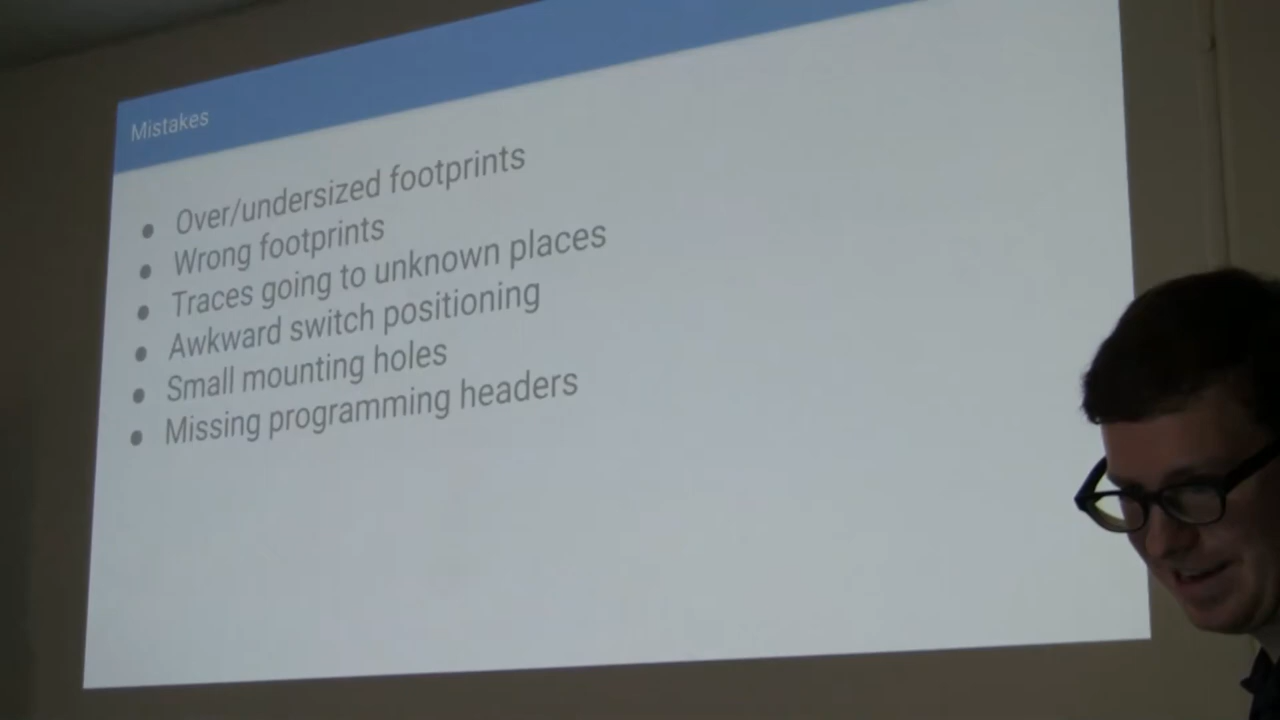 Mistakes
● Over/undersized footprints
● Wrong footprints
● Traces going to unknown places
● Awkward switch positioning
● Small mounting holes
● Missing programming headers